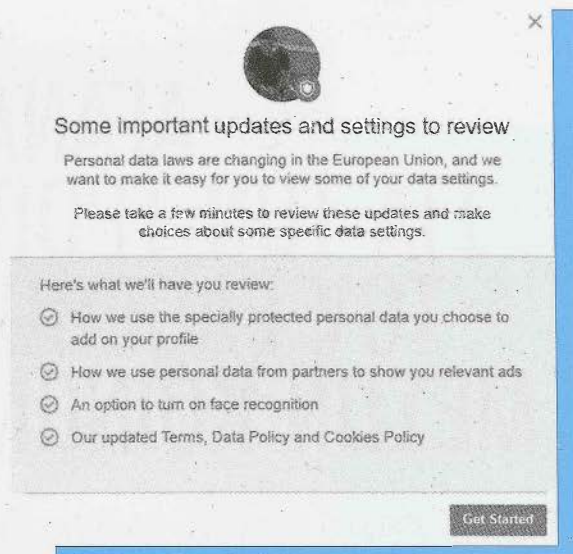 Some important updates and settings to review
Personal data laws are changing in the European Union, and we
want to make it easy for you to view some of your data settings.
Please take a few minutes to review these updates and make
choices about some specific data settings.
Here's what we'll have you review:
How we use the specially protected personal data you choose to
add on your profile
How we use personal data from partners to show you relevant ads
An option to turn on face recognition
Our updated Terms, Data Policy and Cookies Policy
Get Started